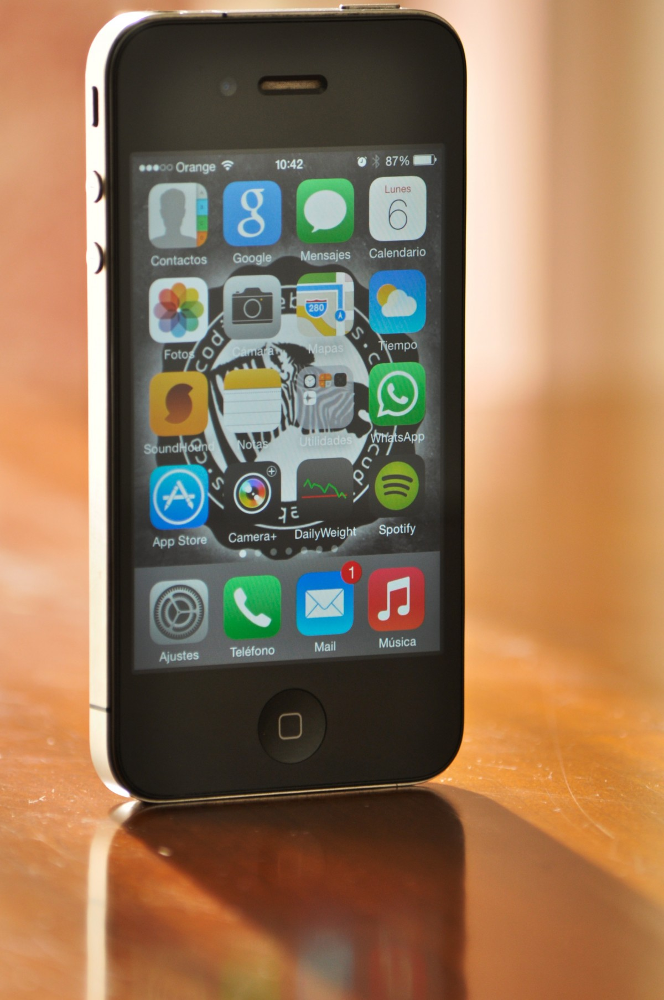 Orange 10:42 87%
Lunes
6
g
Contactos Google Mensajes Calendario
280
Fotos Cámara Mapas Tiempo
SoundHound Notas Utilidades WhatsApp
App Store Camera+ DailyWeight Spotify
1
Ajustes Teléfono Mail Música